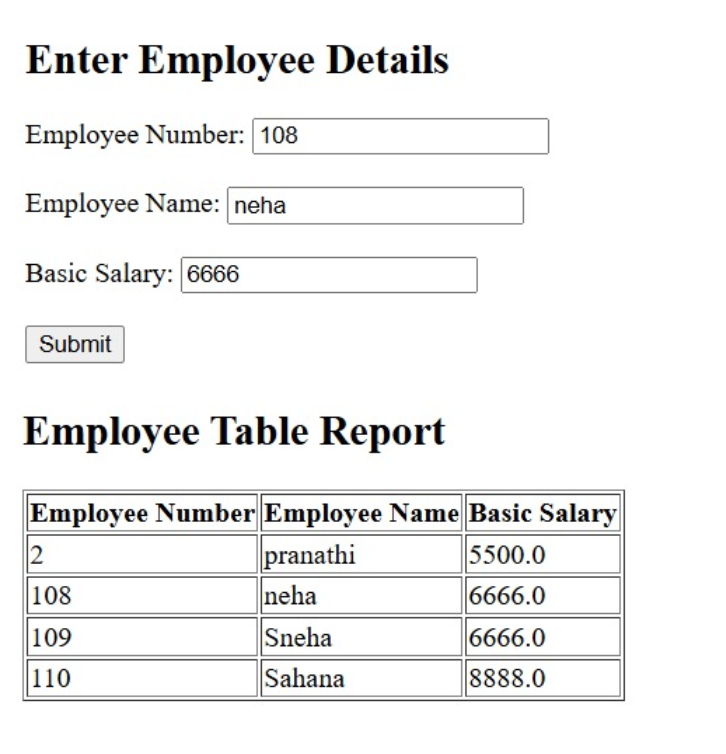 Enter Employee Details
Employee Number: 108
Employee Name: neha
Basic Salary: 6666
Submit
Employee Table Report
Employee Number Employee Name Basic Salary
2 pranathi 5500.0
108 neha 6666.0
109 Sneha 6666.0
110 Sahana 8888.0